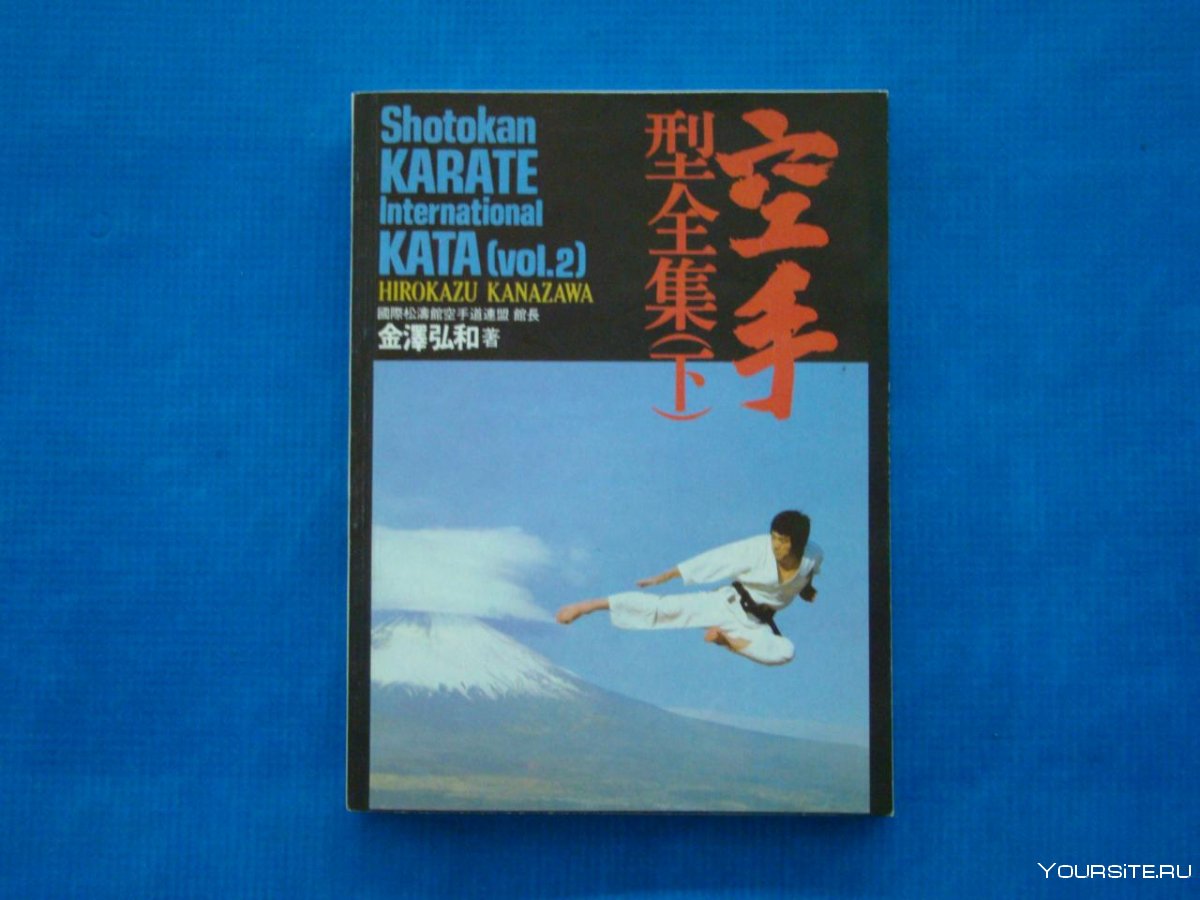 Shotokan
KARATE
International
KATA (vol.2)
HIROKAZU KANAZAWA
國際松濤館空手道連盟 館長
金澤弘和著
空手
型全集(下)
YOURSITE.RU